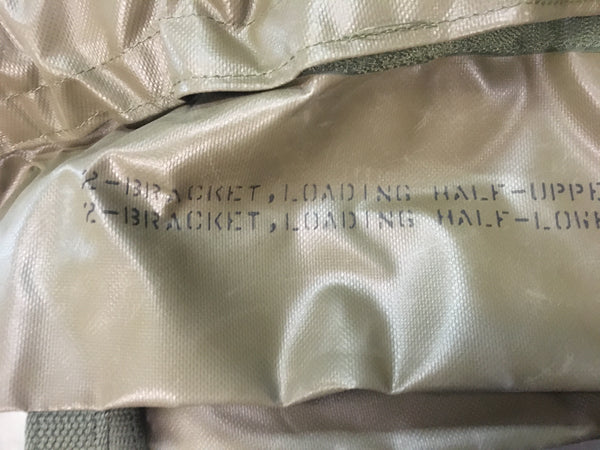 2-BRACKET,LOADING HALF-UPPE
2-BRACKET,LOADING HALF-LOWE